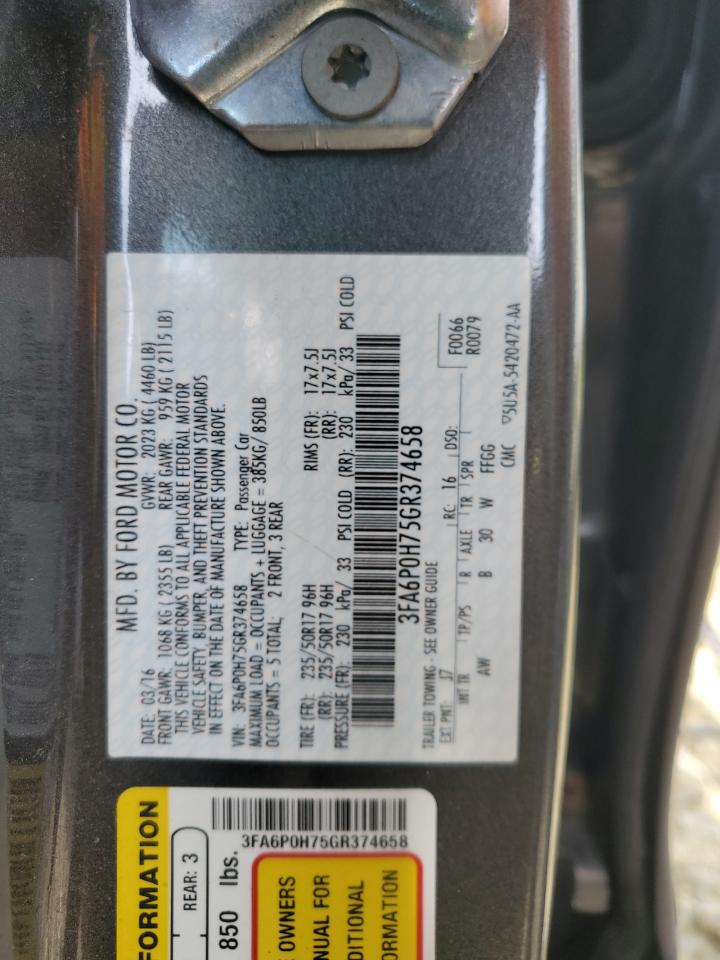 MFD. BY FORD MOTOR CO.
DATE: 03/16 GVWR: 2023 KG ( 4460 LB)
FRONT GAWR: 1068 KG ( 2355 LB) REAR GAWR: 959 KG ( 2115 LB)
THIS VEHICLE CONFORMS TO ALL APPLICABLE FEDERAL MOTOR
VEHICLE SAFETY, BUMPER, AND THEFT PREVENTION STANDARDS
IN EFFECT ON THE DATE OF MANUFACTURE SHOWN ABOVE.
VIN: 3FA6P0H75GR374658 TYPE: Passenger Car
MAXIMUM LOAD = OCCUPANTS + LUGGAGE = 385KG/ 850LB
OCCUPANTS = 5 TOTAL; 2 FRONT, 3 REAR
TIRE (FR): 235/50R17 96H RIMS (FR): 17x7.5J
(RR): 235/50R17 96H (RR): 17x7.5J
PRESSURE (FR): 230 kPa/ 33 PSI COLD (RR): 230 kPa/ 33 PSI COLD
3FA6P0H75GR374658
TRAILER TOWING - SEE OWNER GUIDE
F0066
R0079
EXT PNT: J7 RC: 16 DSO:
INT TR TP/PS R AXLE TR SPR
AW B 30 W FFGG
CMC 5U5A-5420472-AA
FORMATION
REAR: 3
850 lbs.
3FA6P0H75GR374658
OWNERS
NUAL FOR
DITIONAL
ORMATION